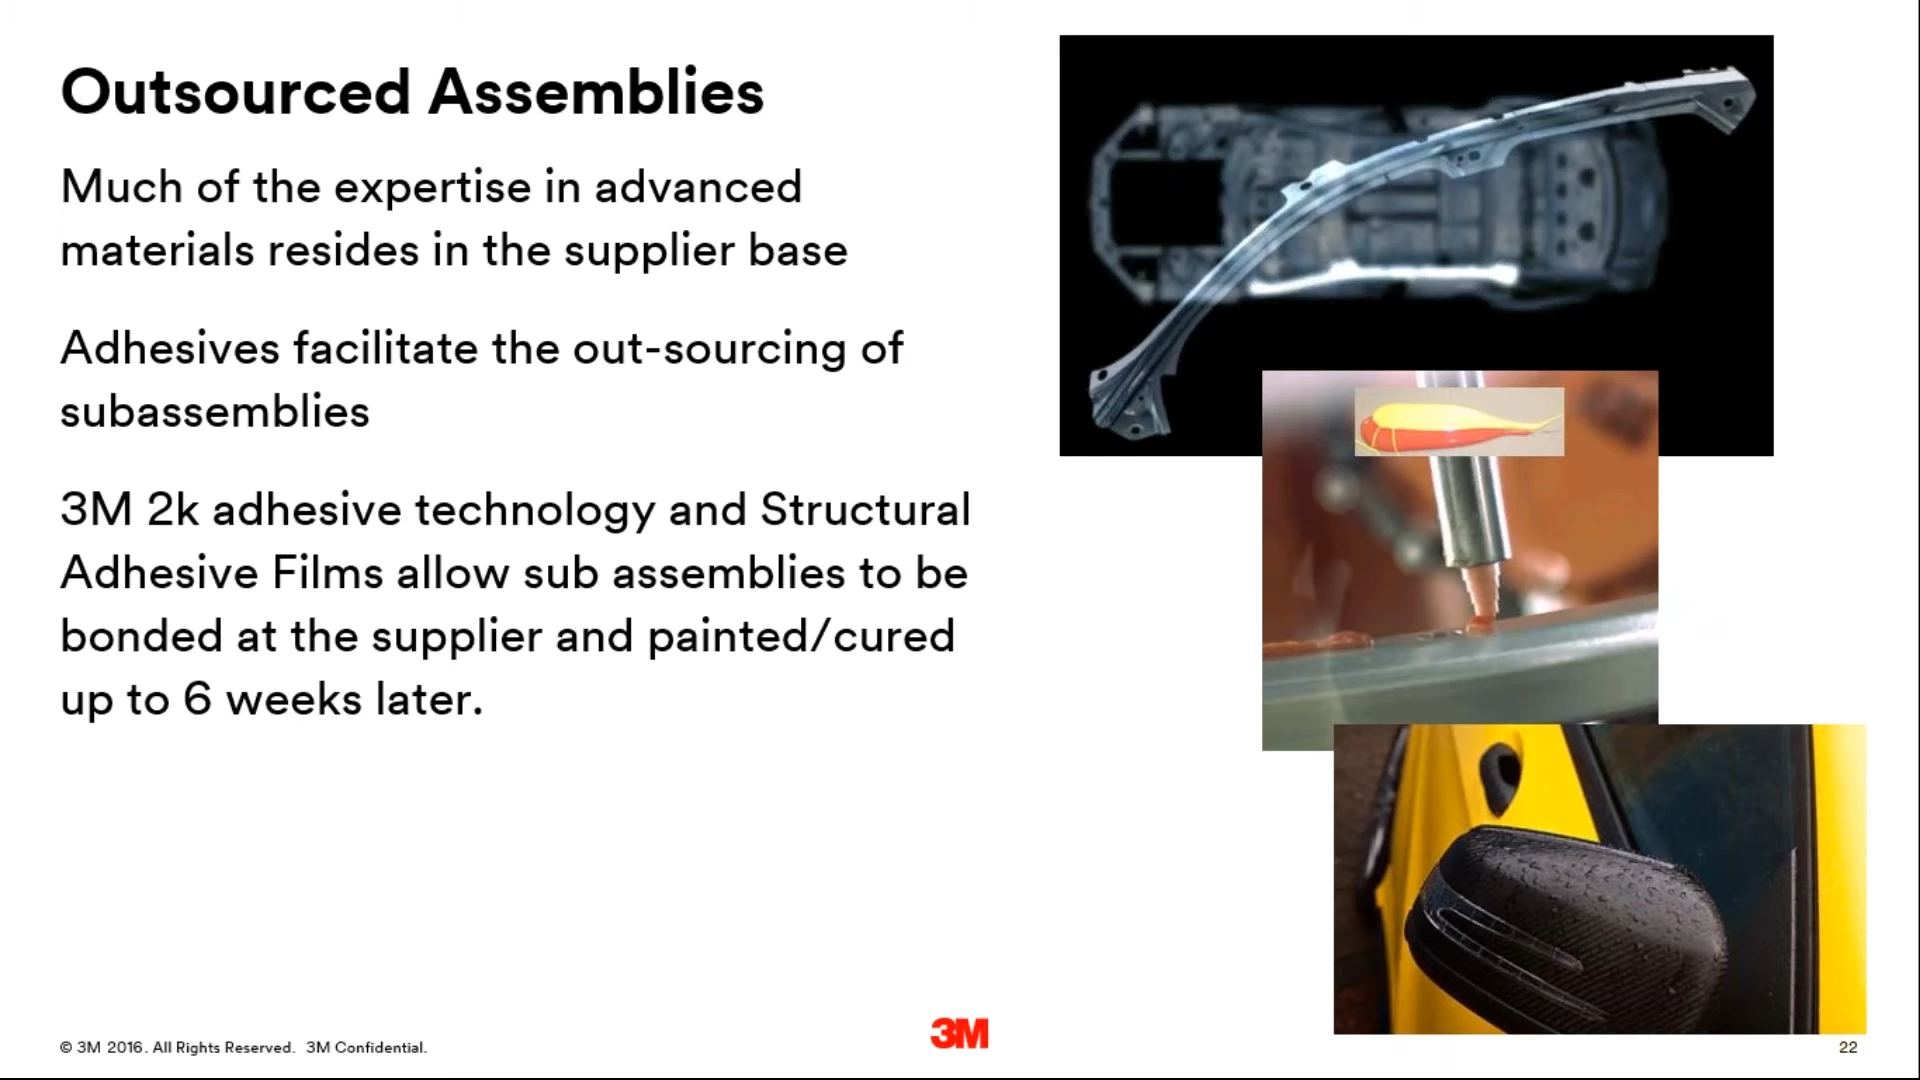 Outsourced Assemblies
Much of the expertise in advanced
materials resides in the supplier base
Adhesives facilitate the out-sourcing of
subassemblies
3M 2k adhesive technology and Structural
Adhesive Films allow sub assemblies to be
bonded at the supplier and painted/cured
up to 6 weeks later.
© 3M 2016. All Rights Reserved. 3M Confidential.
3M
22